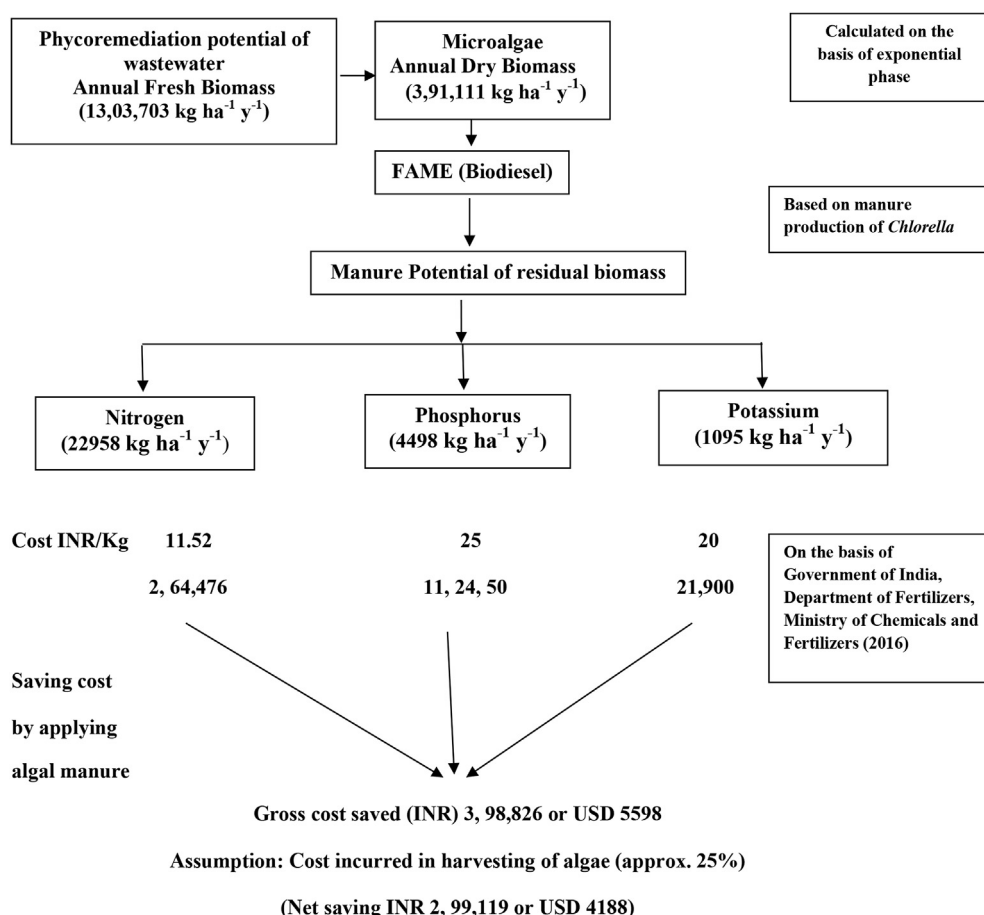 Phycoremediation potential of
wastewater
Annual Fresh Biomass
(13,03,703 kg ha⁻¹ y⁻¹)
Microalgae
Annual Dry Biomass
(3,91,111 kg ha⁻¹ y⁻¹)
Calculated on the
basis of exponential
phase
FAME (Biodiesel)
Based on manure
production of Chlorella
Manure Potential of residual biomass
Nitrogen
(22958 kg ha⁻¹ y⁻¹)
Phosphorus
(4498 kg ha⁻¹ y⁻¹)
Potassium
(1095 kg ha⁻¹ y⁻¹)
Cost INR/Kg 11.52 25 20
2, 64,476 11, 24, 50 21,900
On the basis of
Government of India,
Department of Fertilizers,
Ministry of Chemicals and
Fertilizers (2016)
Saving cost
by applying
algal manure
Gross cost saved (INR) 3, 98,826 or USD 5598
Assumption: Cost incurred in harvesting of algae (approx. 25%)
(Net saving INR 2, 99,119 or USD 4188)